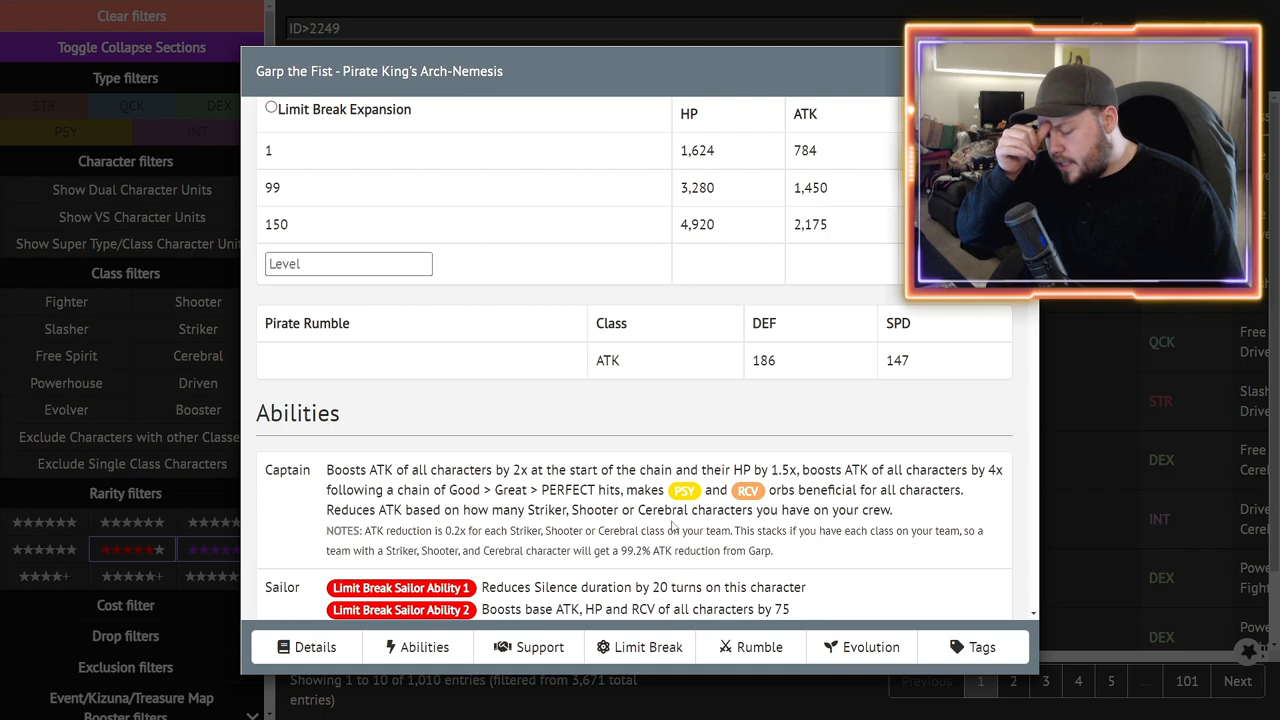 Clear filters
ID>2249
Toggle Collapse Sections
Type filters
STR QCK DEX
PSY INT
Character filters
Show Dual Character Units
Show VS Character Units
Show Super Type/Class Character Unit
Class filters
Fighter Shooter
Slasher Striker
Free Spirit Cerebral
Powerhouse Driven
Evolver Booster
Exclude Characters with other Classe
Exclude Single Class Characters
Rarity filters
Cost filter
Drop filters
Exclusion filters
Event/Kizuna/Treasure Map
Booster filters
Garp the Fist - Pirate King's Arch-Nemesis
Limit Break Expansion HP ATK
1 1,624 784
99 3,280 1,450
150 4,920 2,175
Level
Pirate Rumble Class DEF SPD
ATK 186 147
Abilities
Captain Boosts ATK of all characters by 2x at the start of the chain and their HP by 1.5x, boosts ATK of all characters by 4x
following a chain of Good > Great > PERFECT hits, makes PSY and RCV orbs beneficial for all characters.
Reduces ATK based on how many Striker, Shooter or Cerebral characters you have on your crew.
NOTES: ATK reduction is 0.2x for each Striker, Shooter or Cerebral class on your team. This stacks if you have each class on your team, so a
team with a Striker, Shooter, and Cerebral character will get a 99.2% ATK reduction from Garp.
Sailor Limit Break Sailor Ability 1 Reduces Silence duration by 20 turns on this character
Limit Break Sailor Ability 2 Boosts base ATK, HP and RCV of all characters by 75
Details Abilities Support Limit Break Rumble Evolution Tags
QCK Free
Drive
STR Slash
Drive
DEX Free
Cereb
INT
DEX Pow
Fight
DEX Pow
Showing 1 to 10 of 1,010 entries (filtered from 3,671 total
entries)
Previous 1 2 3 4 5 ... 101 Next